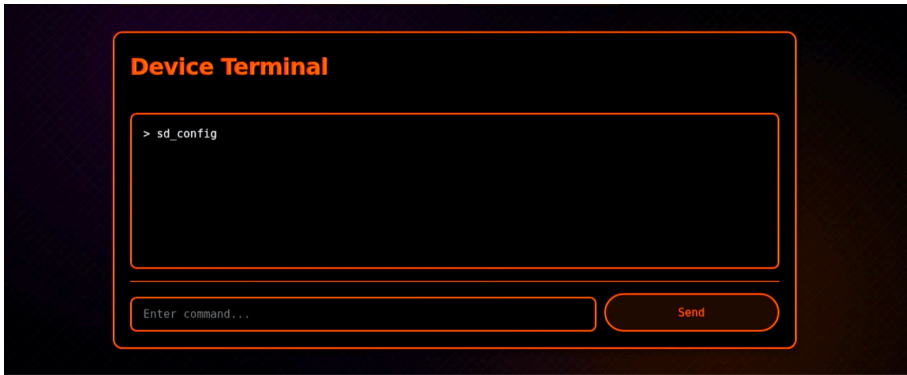 Device Terminal
> sd_config
Enter command...
Send